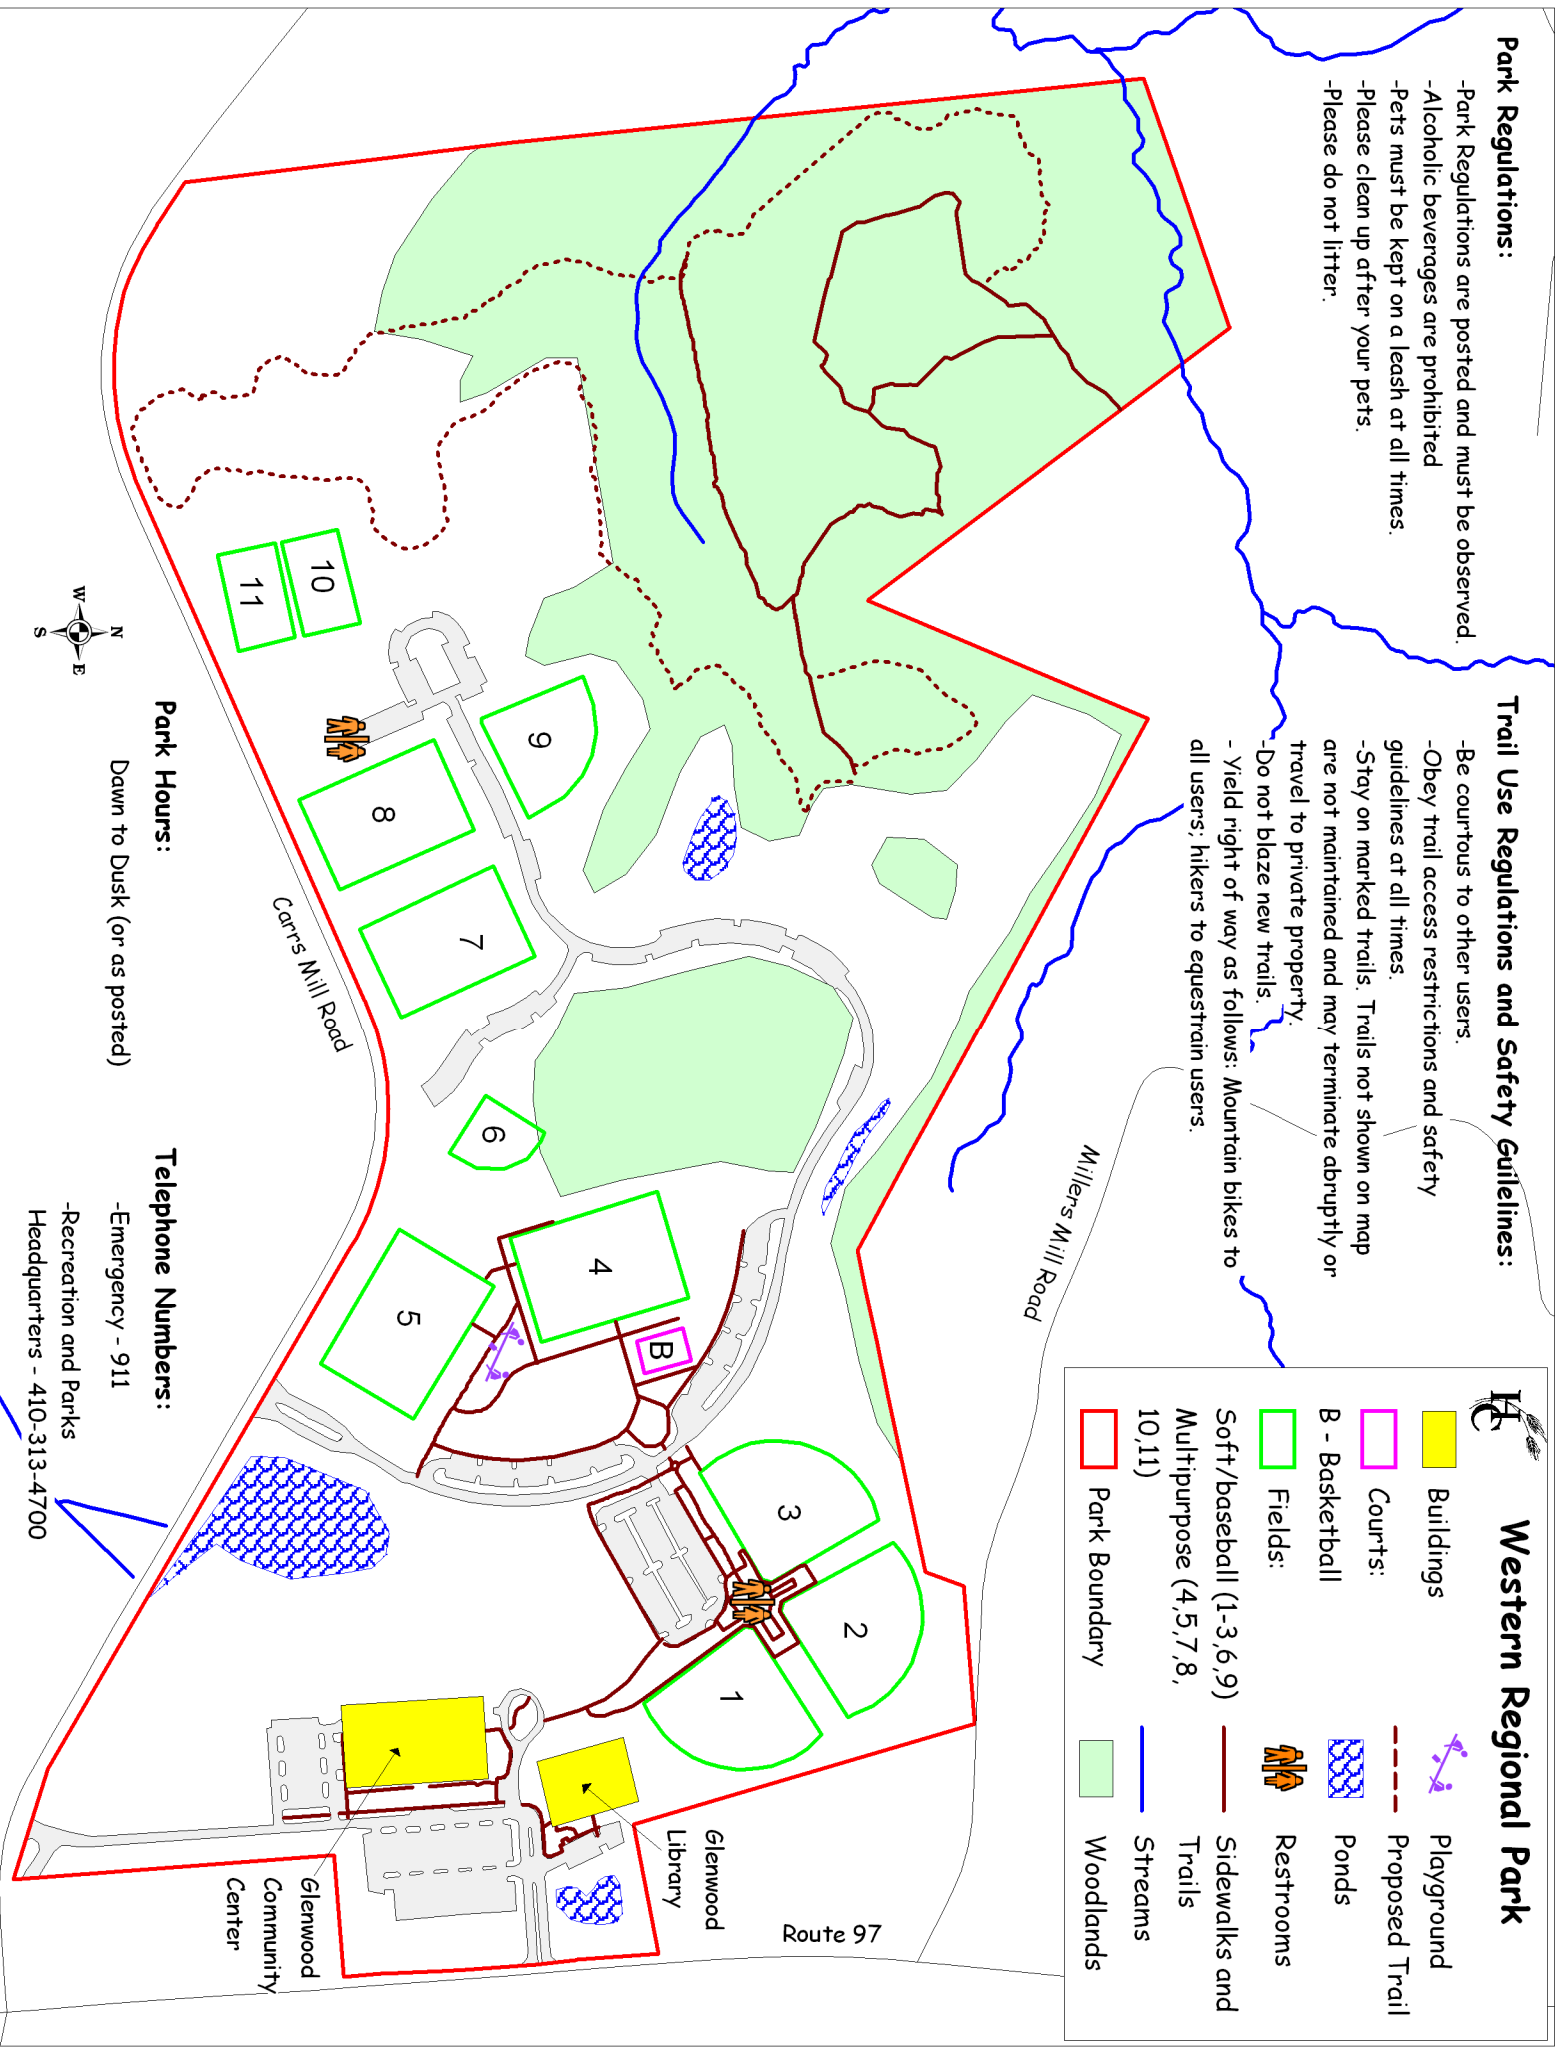 Park Regulations:
-Park Regulations are posted and must be observed.
-Alcoholic beverages are prohibited
-Pets must be kept on a leash at all times.
-Please clean up after your pets.
-Please do not litter.
Trail Use Regulations and Safety Guilelines:
-Be courtous to other users.
-Obey trail access restrictions and safety
guidelines at all times.
-Stay on marked trails. Trails not shown on map
are not maintained and may terminate abruptly or
travel to private property.
-Do not blaze new trails.
- Yield right of way as follows: Mountain bikes to
all users; hikers to equestrain users.
Western Regional Park
HC
Buildings
Courts:
B - Basketball
Fields:
Soft/baseball (1-3,6,9)
Multipurpose (4,5,7,8,
10,11)
Park Boundary
Playground
Proposed Trail
Ponds
Restrooms
Sidewalks and
Trails
Streams
Woodlands
Millers Mill Road
Route 97
Glenwood
Library
Glenwood
Community
Center
Carrs Mill Road
1
2
3
4
5
6
7
8
9
10
11
B
N
W
E
S
Park Hours:
Dawn to Dusk (or as posted)
Telephone Numbers:
-Emergency - 911
-Recreation and Parks
Headquarters - 410-313-4700